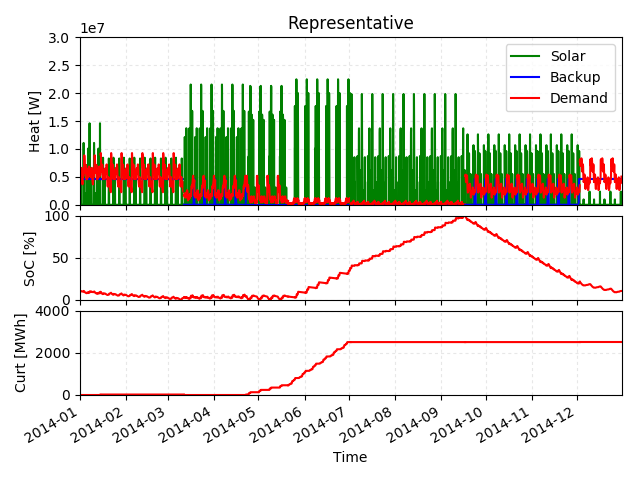 Representative
1e7
3.0
2.5
2.0
1.5
1.0
0.5
0.0
Heat [W]
Solar
Backup
Demand
100
50
0
SoC [%]
4000
2000
0
Curt [MWh]
2014-01
2014-02
2014-03
2014-04
2014-05
2014-06
2014-07
2014-08
2014-09
2014-10
2014-11
2014-12
Time